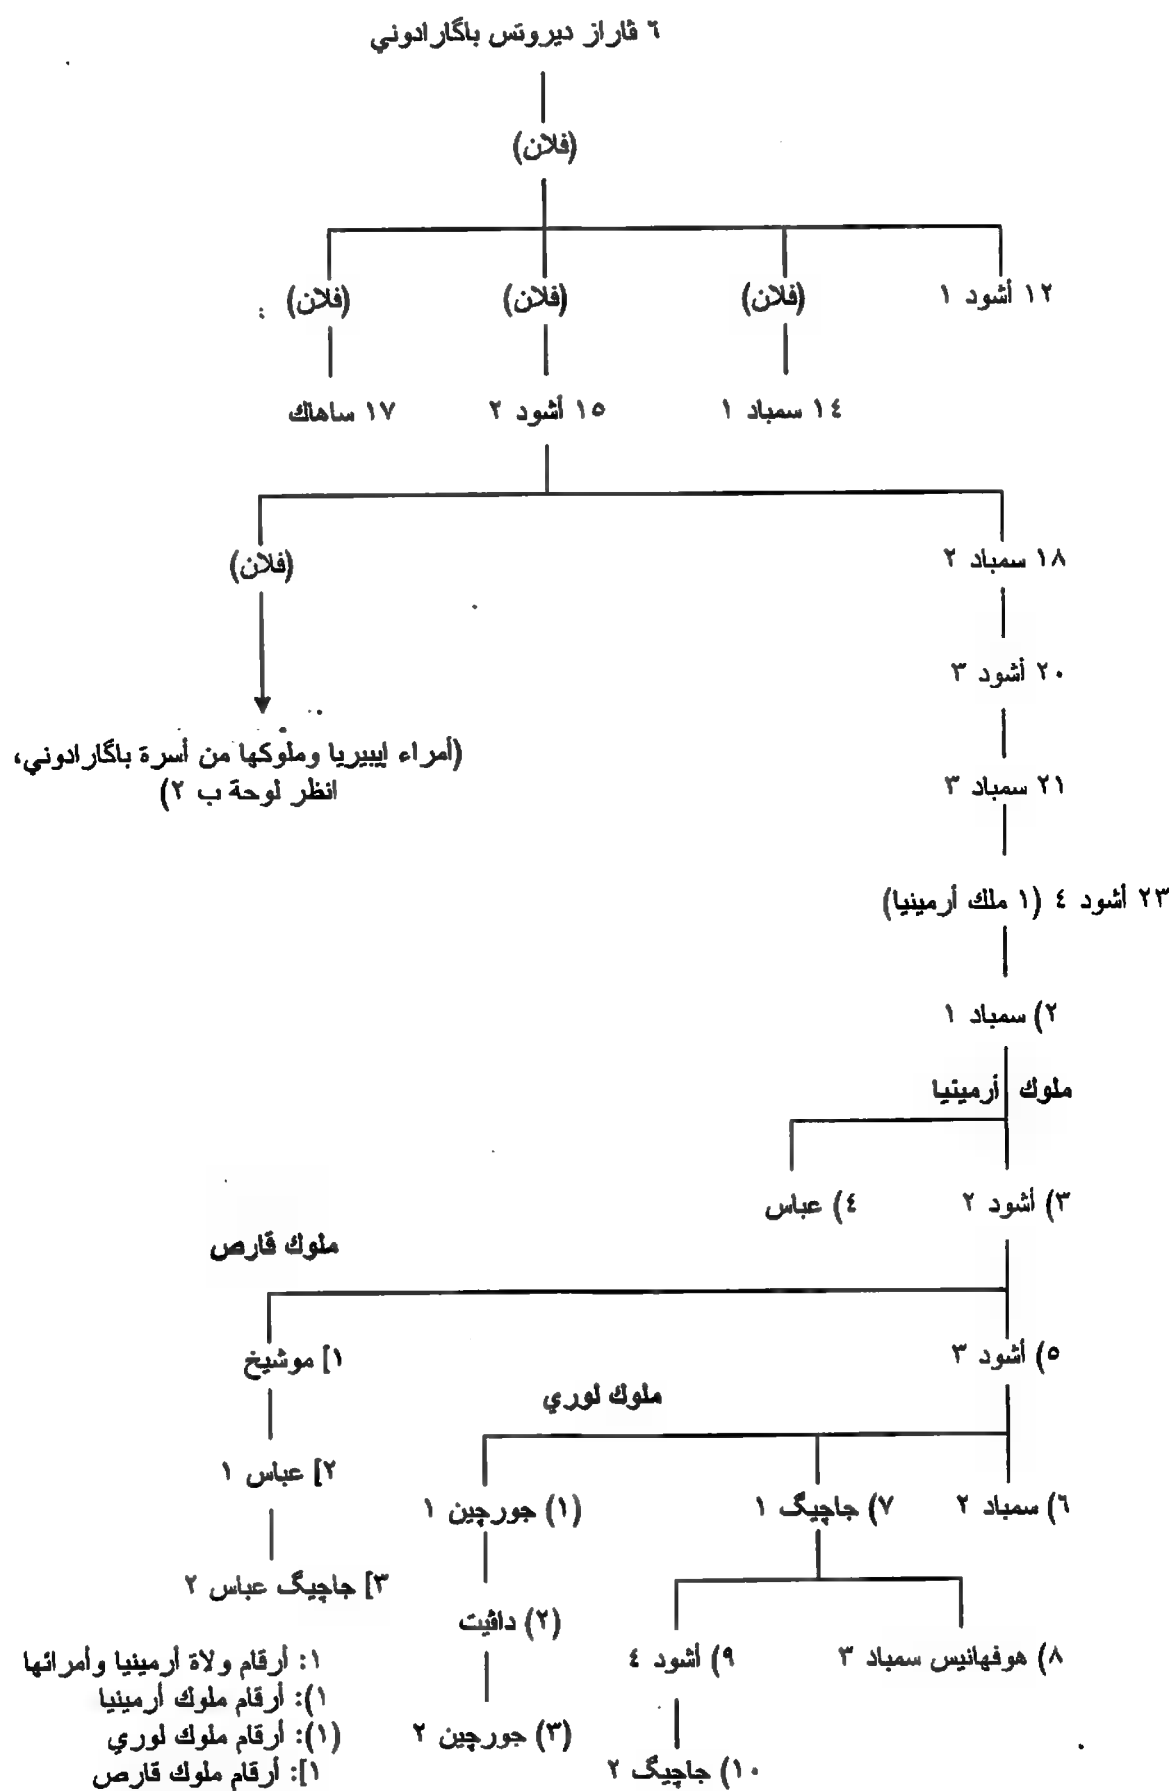 ٦ ڤاراز ديروتس باگارادوني
(فلان)
١٢ أشود ١
(فلان)
(فلان)
(فلان)
١٤ سمباد ١
١٥ أشود ٢
١٧ ساهاك
١٨ سمباد ٢
(فلان)
٢٠ أشود ٣
(أمراء إيبيريا وملوكها من أسرة باگارادوني،
انظر لوحة ب ٢)
٢١ سمباد ٣
٢٣ أشود ٤ (١ ملك أرمينيا)
٢) سمباد ١
ملوك أرمينيا
٣) أشود ٢
٤) عباس
ملوك قارص
٥) أشود ٣
١] موشيخ
ملوك لوري
٢] عباس ١
٦) سمباد ٢
٧) جاچيگ ١
(١) جورچين ١
٣] جاچيگ عباس ٢
(٢) داڤيت
٨) هوفهانيس سمباد ٣
٩) أشود ٤
(٣) جورچين ٢
١٠) جاچيگ ٢
١: أرقام ولاة أرمينيا وأمرائها
١): أرقام ملوك أرمينيا
(١): أرقام ملوك لوري
١]: أرقام ملوك قارص